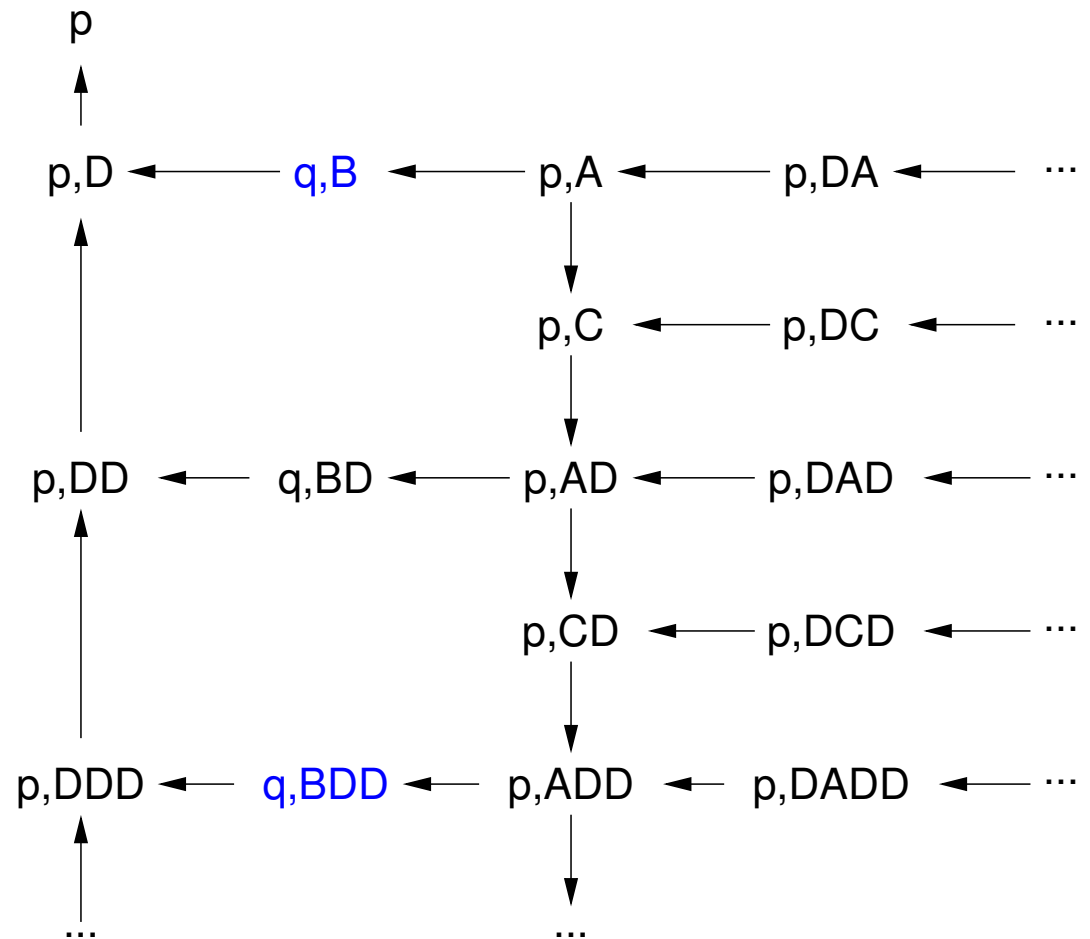 p
p,D q,B p,A p,DA ...
p,C p,DC ...
p,DD q,BD p,AD p,DAD ...
p,CD p,DCD ...
p,DDD q,BDD p,ADD p,DADD ...
... ...